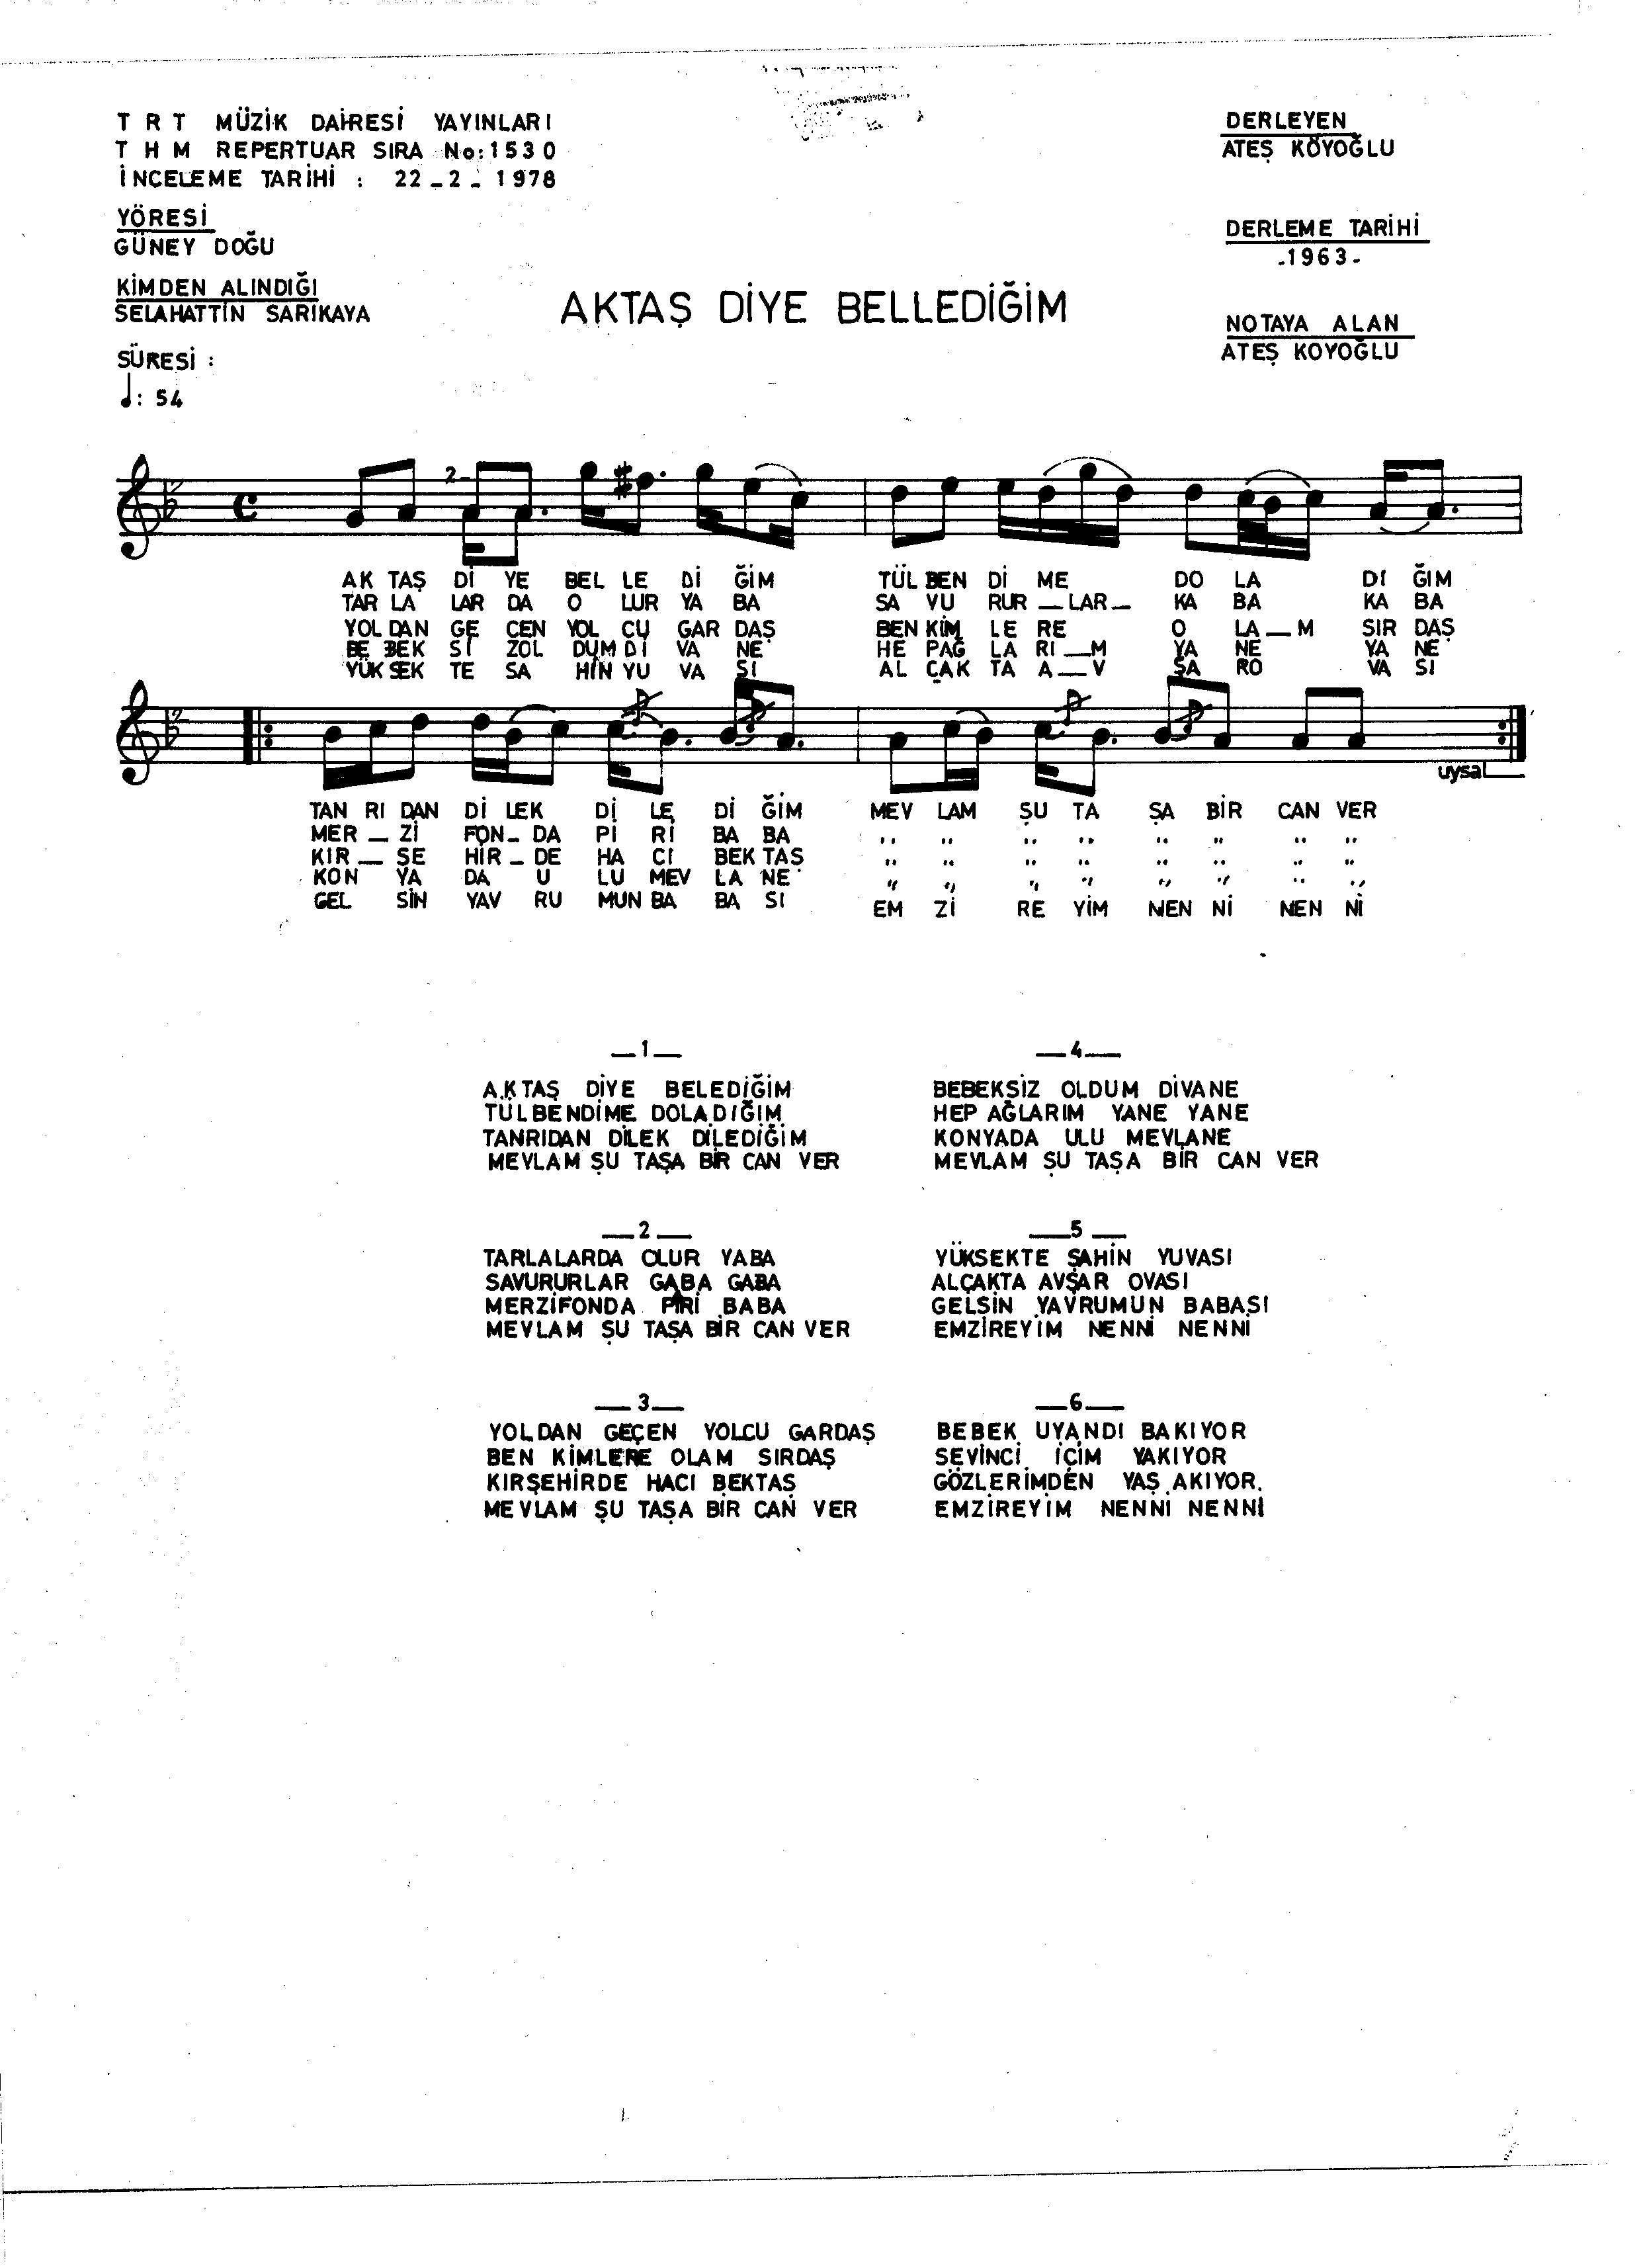 T R T MÜZİK DAİRESİ YAYINLARI
T H M REPERTUAR SIRA No:1530
İNCELEME TARİHİ : 22_2_ 1978
YÖRESİ
GÜNEY DOĞU
KİMDEN ALINDIĞI
SELAHATTİN SARIKAYA
SÜRESİ :
♩: 54
AKTAŞ DİYE BELLEDİĞİM
DERLEYEN
ATEŞ KÖYOĞLU
DERLEME TARİHİ
-1963-
NOTAYA ALAN
ATEŞ KOYOĞLU
2-
AK TAŞ Dİ YE BEL LE Dİ ĞİM TÜL BEN Dİ ME DO LA DI ĞIM
TAR LA LAR DA O LUR YA BA SA VU RUR _ LAR _ KA BA KA BA
YOL DAN GE ÇEN YOL CU GAR DAŞ BEN KİM LE RE O LA _ M SIR DAŞ
BE BEK Sİ ZOL DUM Dİ VA NE HE PAĞ LA RI _ M YA NE YA NE
YÜK SEK TE ŞA HİN YU VA SI AL ÇAK TA A _ V ŞA RO VA SI
TAN RI DAN Dİ LEK Dİ LE Dİ ĞİM MEV LAM ŞU TA ŞA BİR CAN VER
MER _ Zİ FON _ DA Pİ Rİ BA BA " " " " " " " "
KIR _ ŞE HİR _ DE HA CI BEK TAŞ " " " " " " " "
KON YA DA U LU MEV LA NE " " " " " " " "
GEL SİN YAV RU MUN BA BA SI EM Zİ RE YİM NEN Nİ NEN Nİ
uysal
_1_
AKTAŞ DİYE BELEDİĞİM
TÜLBENDİME DOLADIĞIM
TANRIDAN DİLEK DİLEDİĞİM
MEVLAM ŞU TAŞA BİR CAN VER
_2_
TARLALARDA OLUR YABA
SAVURURLAR GABA GABA
MERZİFONDA PİRİ BABA
MEVLAM ŞU TAŞA BİR CAN VER
_3_
YOLDAN GEÇEN YOLCU GARDAŞ
BEN KİMLERE OLAM SIRDAŞ
KIRŞEHİRDE HACI BEKTAŞ
MEVLAM ŞU TAŞA BİR CAN VER
_4_
BEBEKSİZ OLDUM DİVANE
HEP AĞLARIM YANE YANE
KONYADA ULU MEVLANE
MEVLAM ŞU TAŞA BİR CAN VER
_5_
YÜKSEKTE ŞAHİN YUVASI
ALÇAKTA AVŞAR OVASI
GELSİN YAVRUMUN BABASI
EMZİREYİM NENNİ NENNİ
_6_
BEBEK UYANDI BAKIYOR
SEVİNCİ İÇİM YAKIYOR
GÖZLERİMDEN YAŞ AKIYOR.
EMZİREYİM NENNİ NENNİ